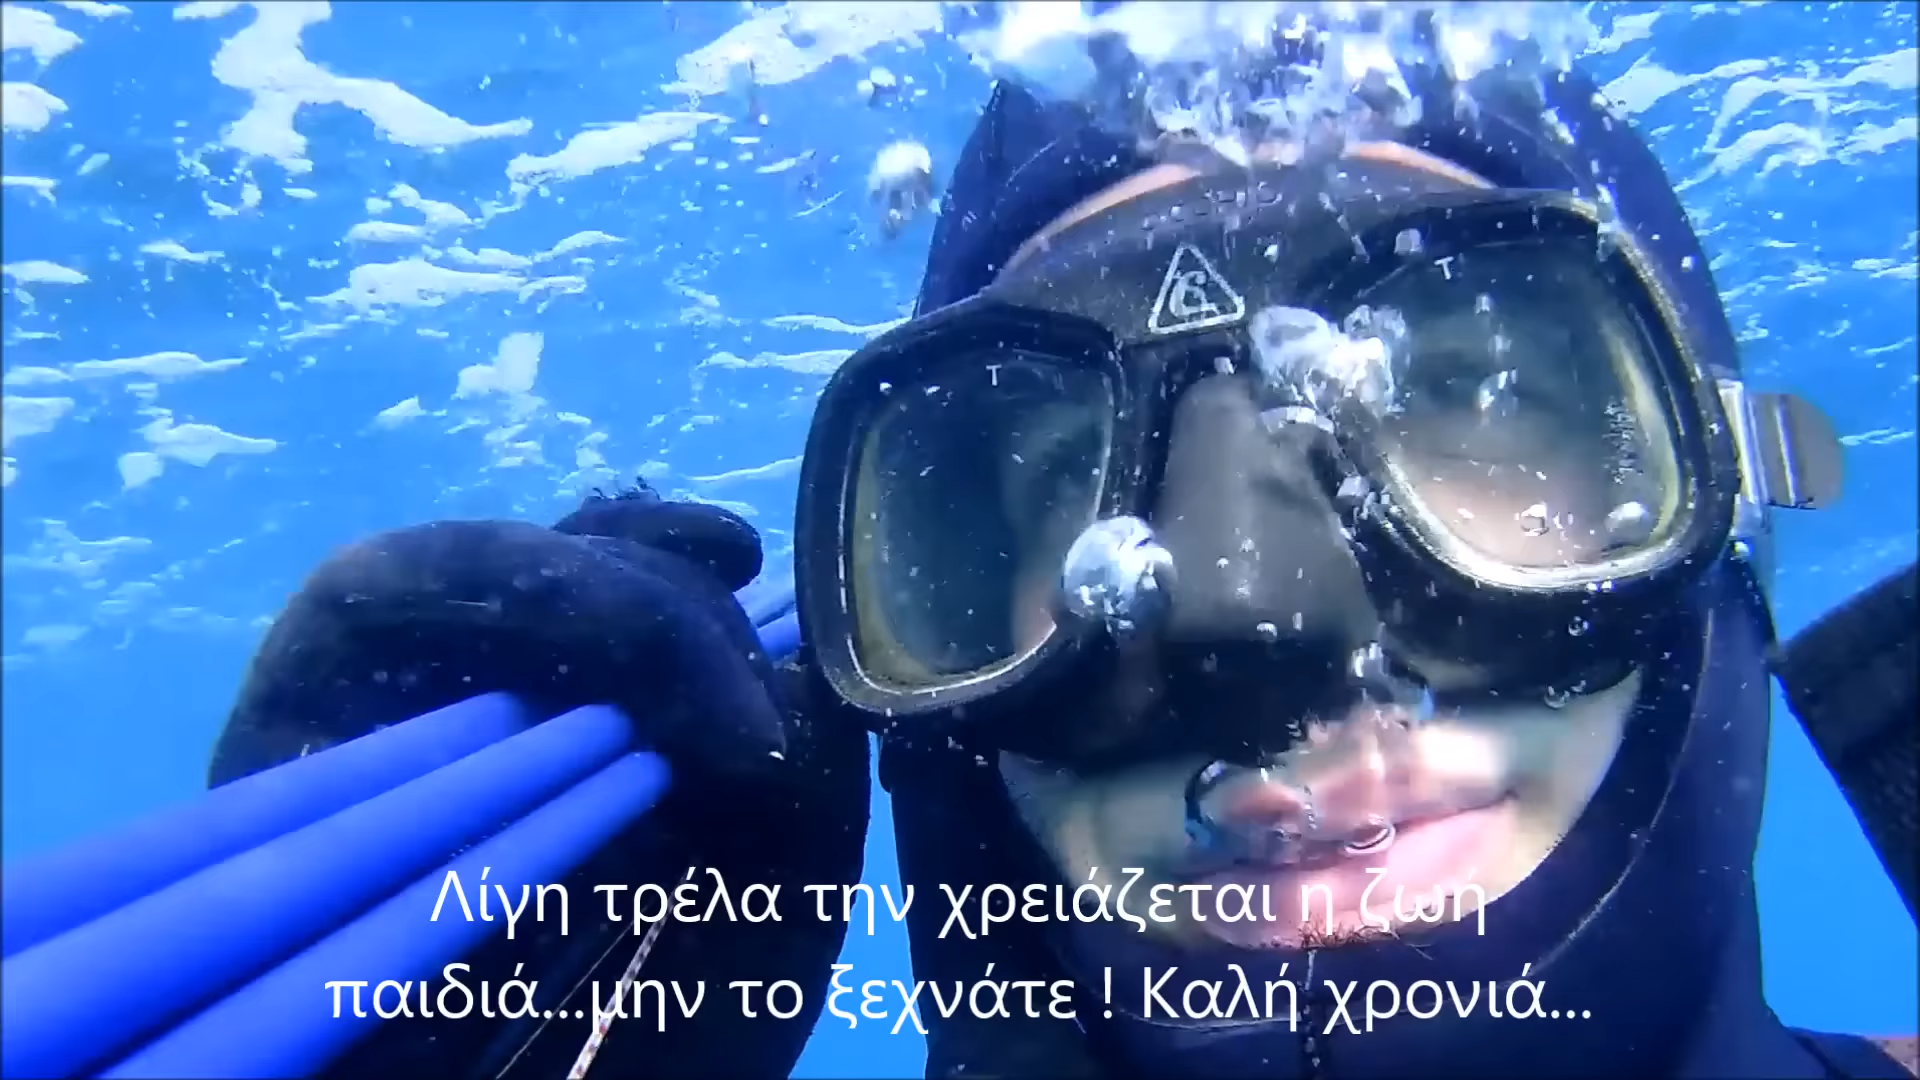 T
T
Λίγη τρέλα την χρειάζεται η ζωή
παιδιά...μην το ξεχνάτε ! Καλή χρονιά...